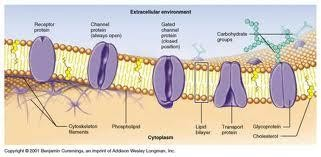 Extracellular environment
Receptor
protein
Channel
protein
(always open)
Gated
channel
protein
(closed
position)
Carbohydrate
groups
Cytoskeleton
filaments
Phospholipid
Cytoplasm
Lipid
bilayer
Transport
protein
Glycoprotein
Cholesterol
Copyright © 2001 Benjamin Cummings, an imprint of Addison Wesley Longman, Inc.